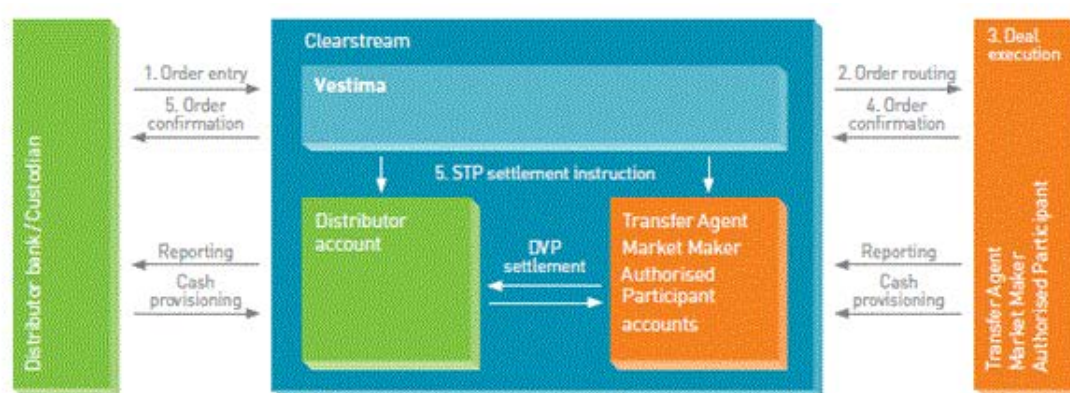 Distributor bank/Custodian
1. Order entry
5. Order
confirmation
Reporting
Cash
provisioning
Clearstream
Vestima
5. STP settlement instruction
Distributor
account
DVP
settlement
Transfer Agent
Market Maker
Authorised
Participant
accounts
2. Order routing
4. Order
confirmation
Reporting
Cash
provisioning
3. Deal
execution
Transfer Agent
Market Maker
Authorised Participant